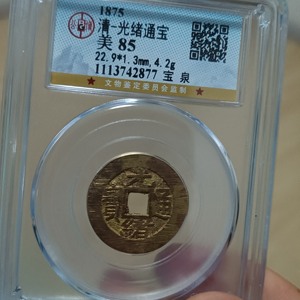 1875
清-光绪通宝
美 85
22.9*1.3mm,4.2g
1113742877 宝 泉
★ 文物鉴定委员会监制 ★
光
緒
通
寶